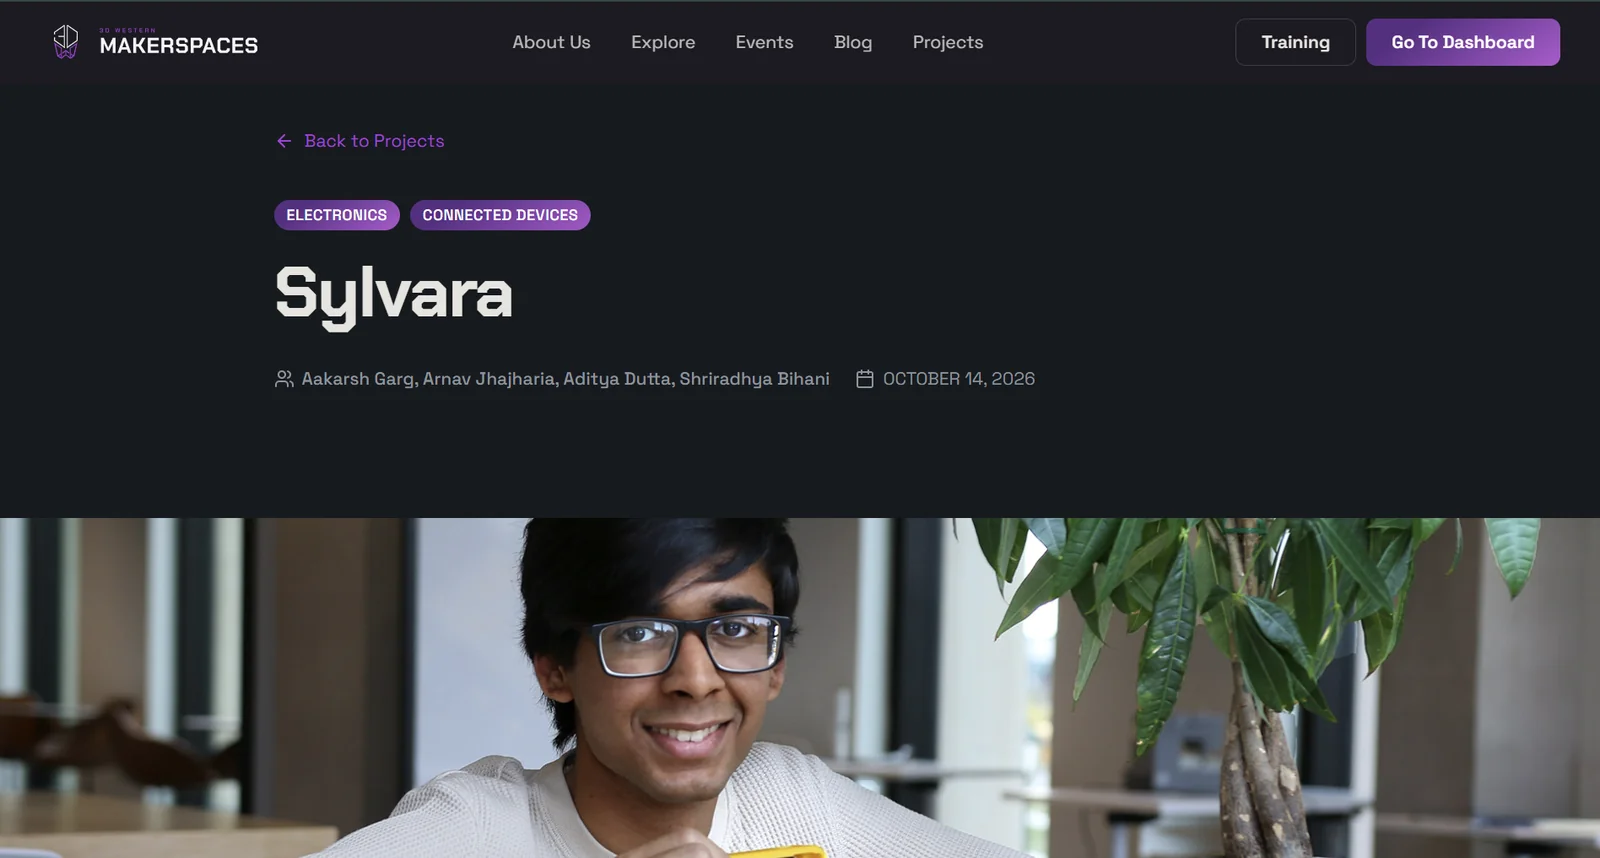 3D WESTERN
MAKERSPACES
About Us
Explore
Events
Blog
Projects
Training
Go To Dashboard
Back to Projects
ELECTRONICS
CONNECTED DEVICES
Sylvara
Aakarsh Garg, Arnav Jhajharia, Aditya Dutta, Shriradhya Bihani
OCTOBER 14, 2026